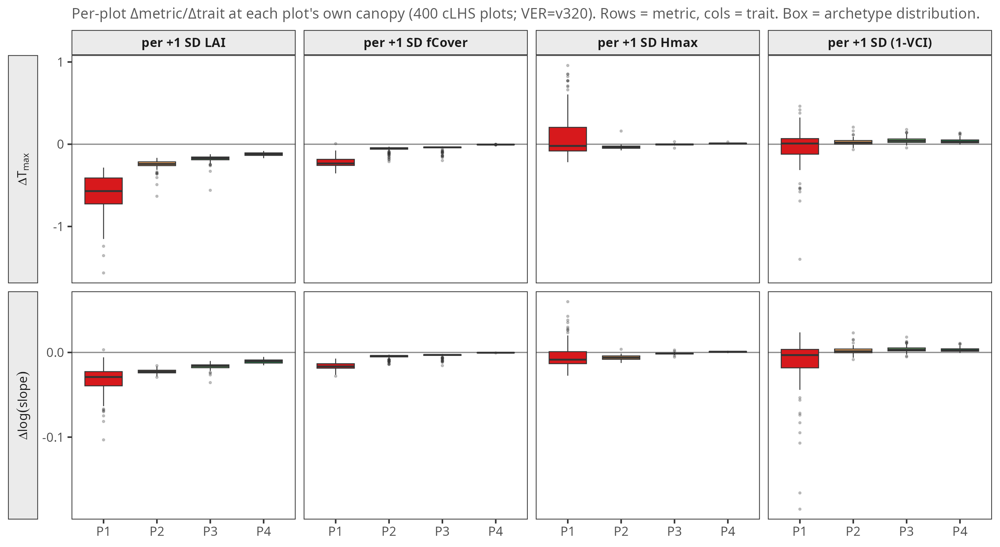 Per-plot Δmetric/Δtrait at each plot's own canopy (400 cLHS plots; VER=v320). Rows = metric, cols = trait. Box = archetype distribution.
per +1 SD LAI
per +1 SD fCover
per +1 SD Hmax
per +1 SD (1-VCI)
ΔTmax
1
0
-1
Δlog(slope)
0.0
-0.1
P1 P2 P3 P4
P1 P2 P3 P4
P1 P2 P3 P4
P1 P2 P3 P4